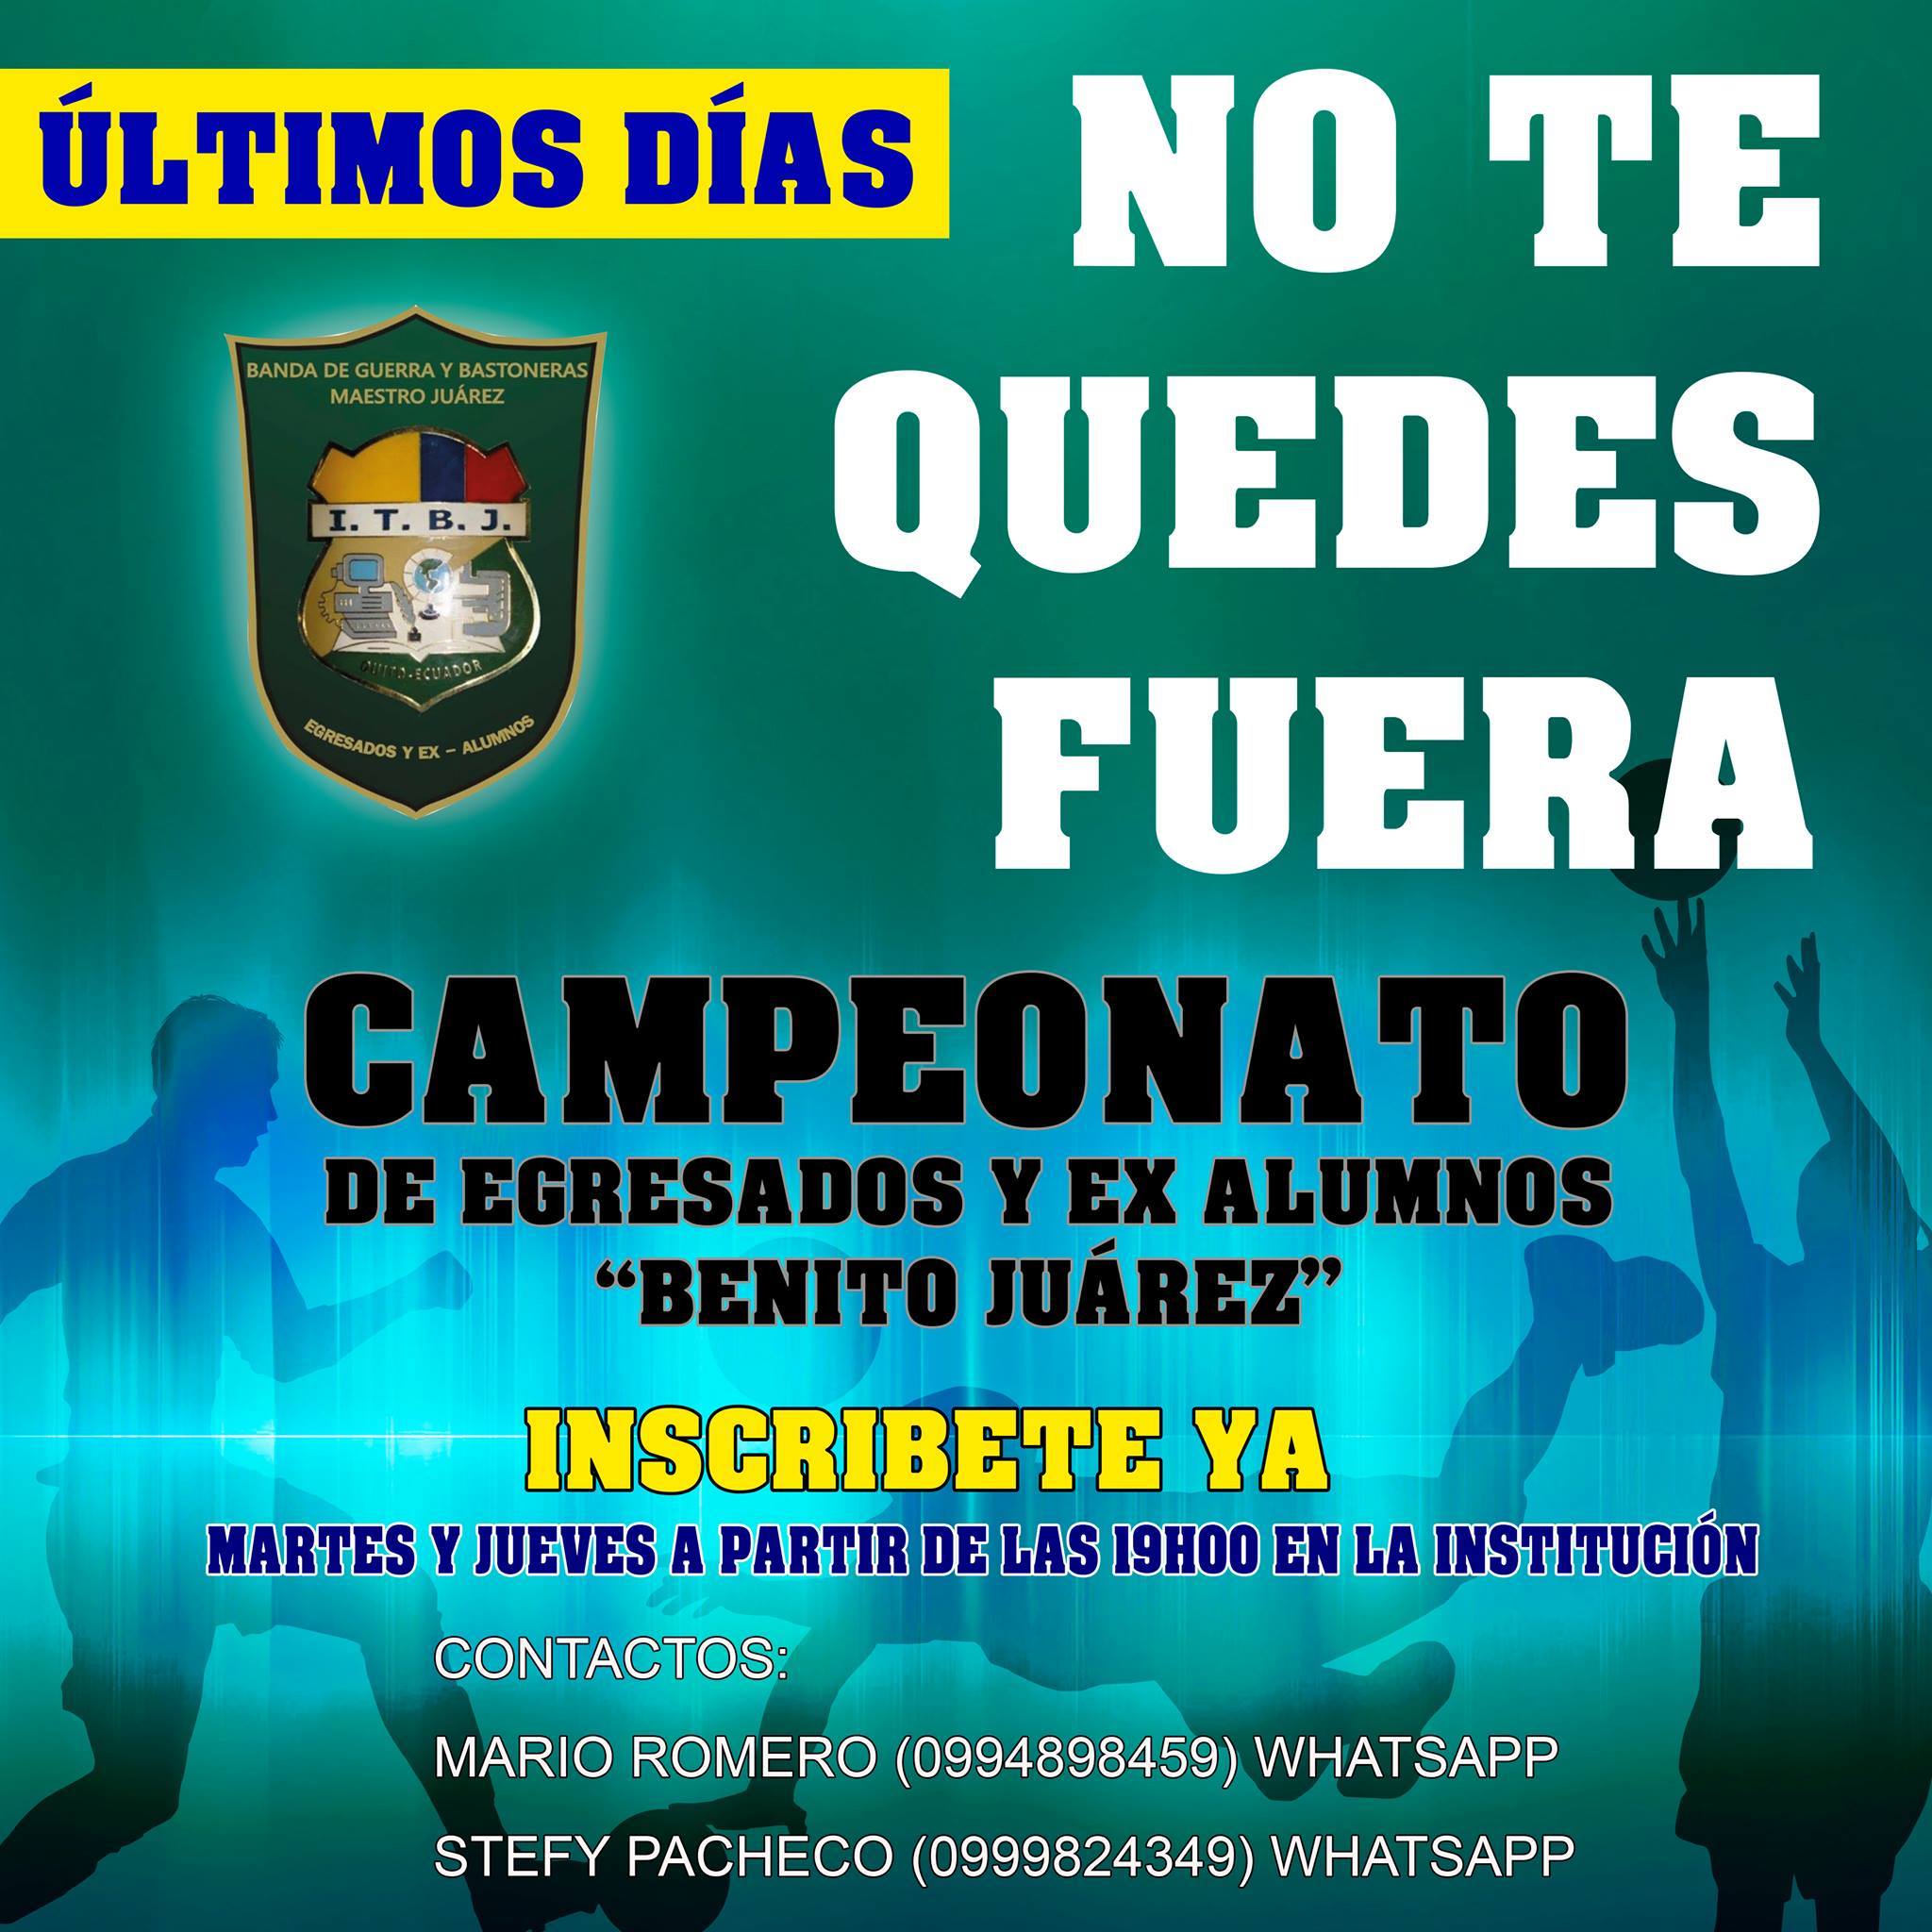 ÚLTIMOS DÍAS
NO TE
QUEDES
FUERA
BANDA DE GUERRA Y BASTONERAS
MAESTRO JUÁREZ
I. T. B. J.
QUITO-ECUADOR
EGRESADOS Y EX - ALUMNOS
CAMPEONATO
DE EGRESADOS Y EX ALUMNOS
“BENITO JUÁREZ”
INSCRIBETE YA
MARTES Y JUEVES A PARTIR DE LAS 19H00 EN LA INSTITUCIÓN
CONTACTOS:
MARIO ROMERO (0994898459) WHATSAPP
STEFY PACHECO (0999824349) WHATSAPP